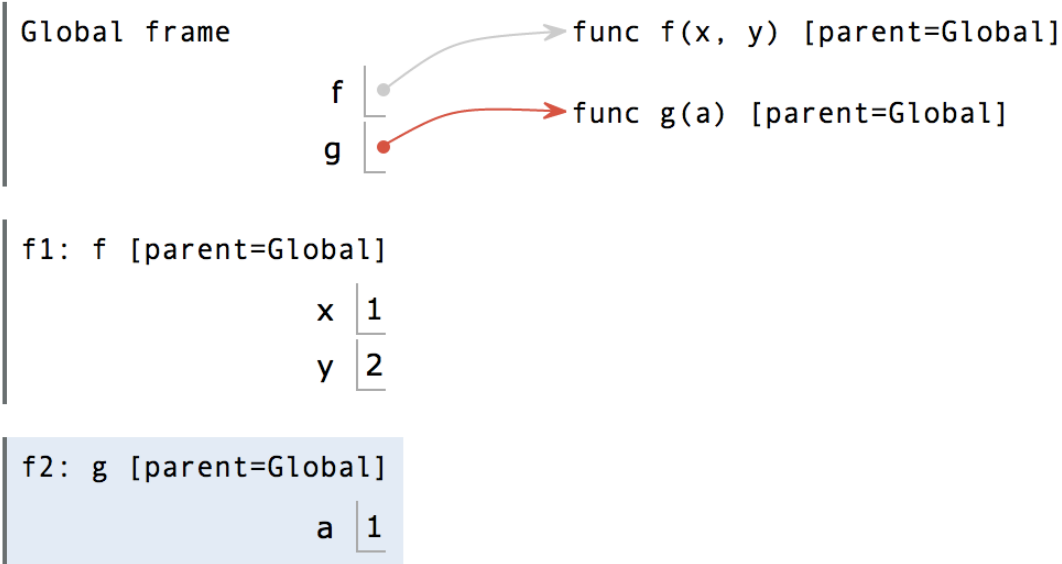 Global frame
func f(x, y) [parent=Global]
f
func g(a) [parent=Global]
g
f1: f [parent=Global]
x 1
y 2
f2: g [parent=Global]
a 1